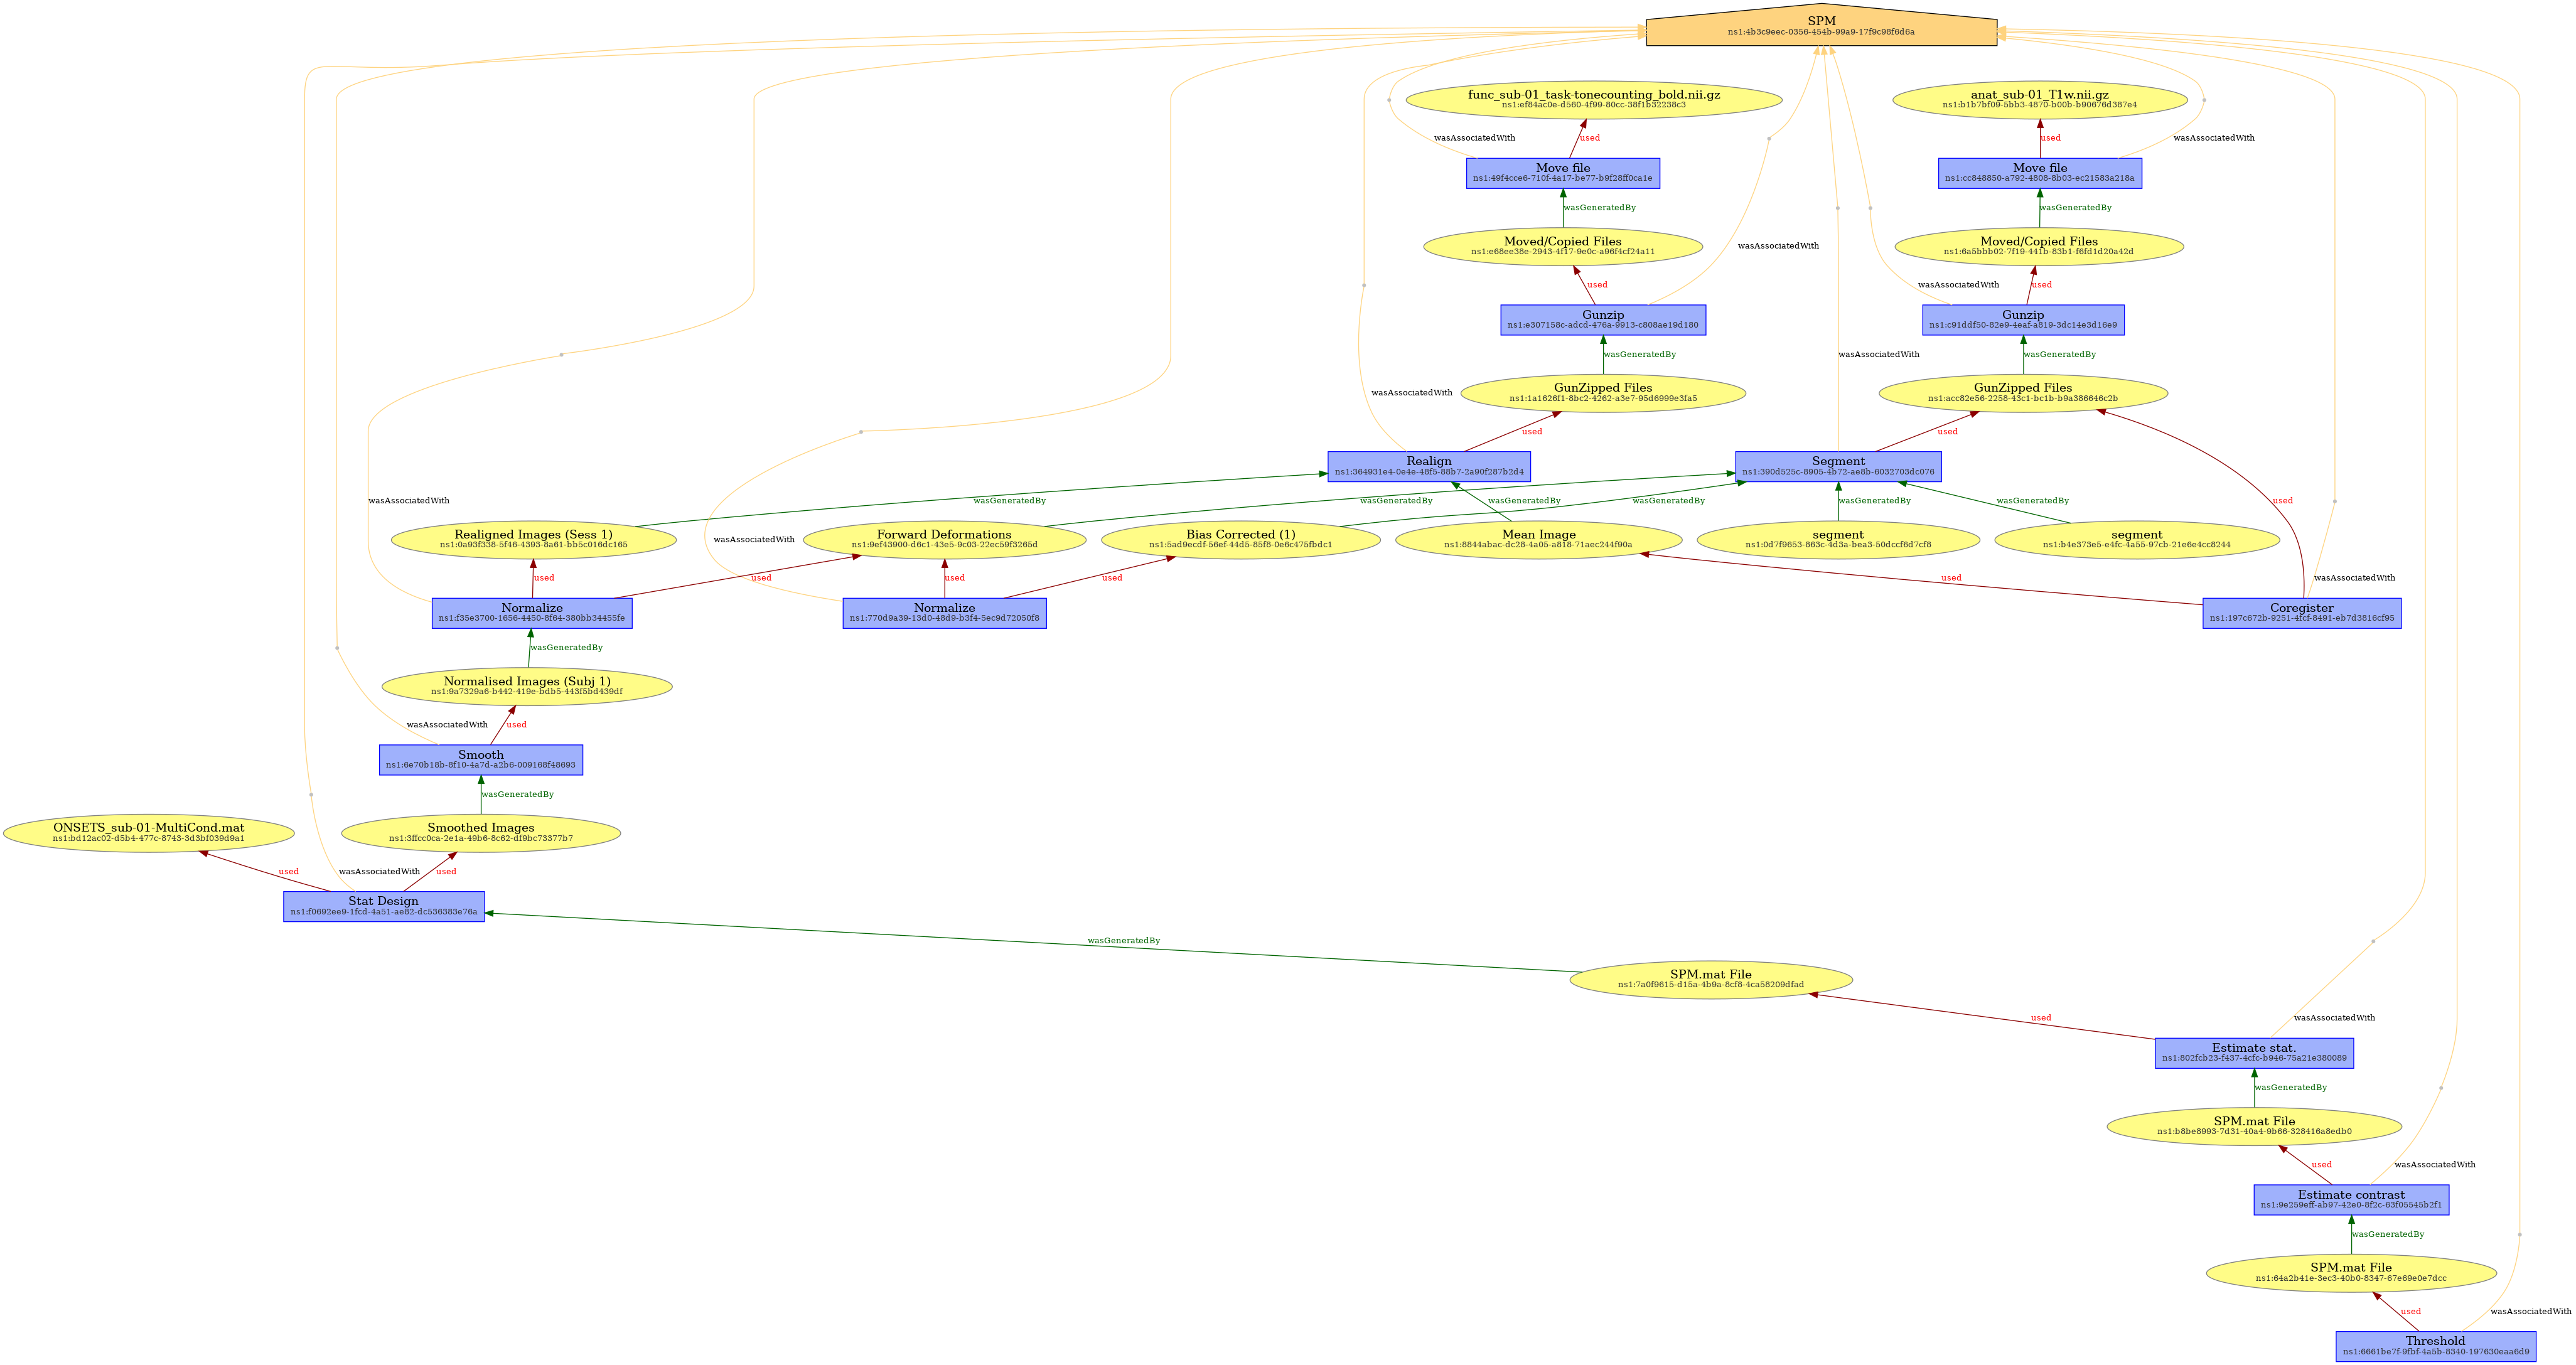 SPM
ns1:4b3c9eec-0356-454b-99a9-17f9c98f6d6a
func_sub-01_task-tonecounting_bold.nii.gz
ns1:ef84ac0e-d560-4f99-80cc-38f1b32238c3
anat_sub-01_T1w.nii.gz
ns1:b1b7bf09-5bb3-4870-b00b-b90676d387e4
wasAssociatedWith
used
used
wasAssociatedWith
Move file
ns1:49f4cce6-710f-4a17-be77-b9f28ff0ca1e
Move file
ns1:cc848850-a792-4808-8b03-ec21583a218a
wasGeneratedBy
wasGeneratedBy
Moved/Copied Files
ns1:e68ee38e-2943-4f17-9e0c-a96f4cf24a11
wasAssociatedWith
Moved/Copied Files
ns1:6a5bbb02-7f19-441b-83b1-f6fd1d20a42d
used
wasAssociatedWith
used
Gunzip
ns1:e307158c-adcd-476a-9913-c808ae19d180
Gunzip
ns1:c91ddf50-82e9-4eaf-a819-3dc14e3d16e9
wasGeneratedBy
wasAssociatedWith
wasGeneratedBy
wasAssociatedWith
GunZipped Files
ns1:1a1626f1-8bc2-4262-a3e7-95d6999e3fa5
GunZipped Files
ns1:acc82e56-2258-43c1-bc1b-b9a386646c2b
used
used
Realign
ns1:364931e4-0e4e-48f5-88b7-2a90f287b2d4
Segment
ns1:390d525c-8905-4b72-ae8b-6032703dc076
wasAssociatedWith
wasGeneratedBy
wasGeneratedBy
wasGeneratedBy
wasGeneratedBy
wasGeneratedBy
wasGeneratedBy
used
Realigned Images (Sess 1)
ns1:0a93f338-5f46-4393-8a61-bb5c016dc165
wasAssociatedWith
Forward Deformations
ns1:9ef43900-d6c1-43e5-9c03-22ec59f3265d
Bias Corrected (1)
ns1:5ad9ecdf-56ef-44d5-85f8-0e6c475fbdc1
Mean Image
ns1:8844abac-dc28-4a05-a818-71aec244f90a
segment
ns1:0d7f9653-863c-4d3a-bea3-50dccf6d7cf8
segment
ns1:b4e373e5-e4fc-4a55-97cb-21e6e4cc8244
used
used
used
used
used
wasAssociatedWith
Normalize
ns1:f35e3700-1656-4450-8f64-380bb34455fe
Normalize
ns1:770d9a39-13d0-48d9-b3f4-5ec9d72050f8
Coregister
ns1:197c672b-9251-4fcf-8491-eb7d3816cf95
wasGeneratedBy
Normalised Images (Subj 1)
ns1:9a7329a6-b442-419e-bdb5-443f5bd439df
wasAssociatedWith
used
Smooth
ns1:6e70b18b-8f10-4a7d-a2b6-009168f48693
wasGeneratedBy
ONSETS_sub-01-MultiCond.mat
ns1:bd12ac02-d5b4-477c-8743-3d3bf039d9a1
Smoothed Images
ns1:3ffcc0ca-2e1a-49b6-8c62-df9bc73377b7
used
wasAssociatedWith
used
Stat Design
ns1:f0692ee9-1fcd-4a51-ae82-dc536383e76a
wasGeneratedBy
SPM.mat File
ns1:7a0f9615-d15a-4b9a-8cf8-4ca58209dfad
used
wasAssociatedWith
Estimate stat.
ns1:802fcb23-f437-4cfc-b946-75a21e380089
wasGeneratedBy
SPM.mat File
ns1:b8be8993-7d31-40a4-9b66-328416a8edb0
used
wasAssociatedWith
Estimate contrast
ns1:9e259eff-ab97-42e0-8f2c-63f05545b2f1
wasGeneratedBy
SPM.mat File
ns1:64a2b41e-3ec3-40b0-8347-67e69e0e7dcc
used
wasAssociatedWith
Threshold
ns1:6661be7f-9fbf-4a5b-8340-197630eaa6d9